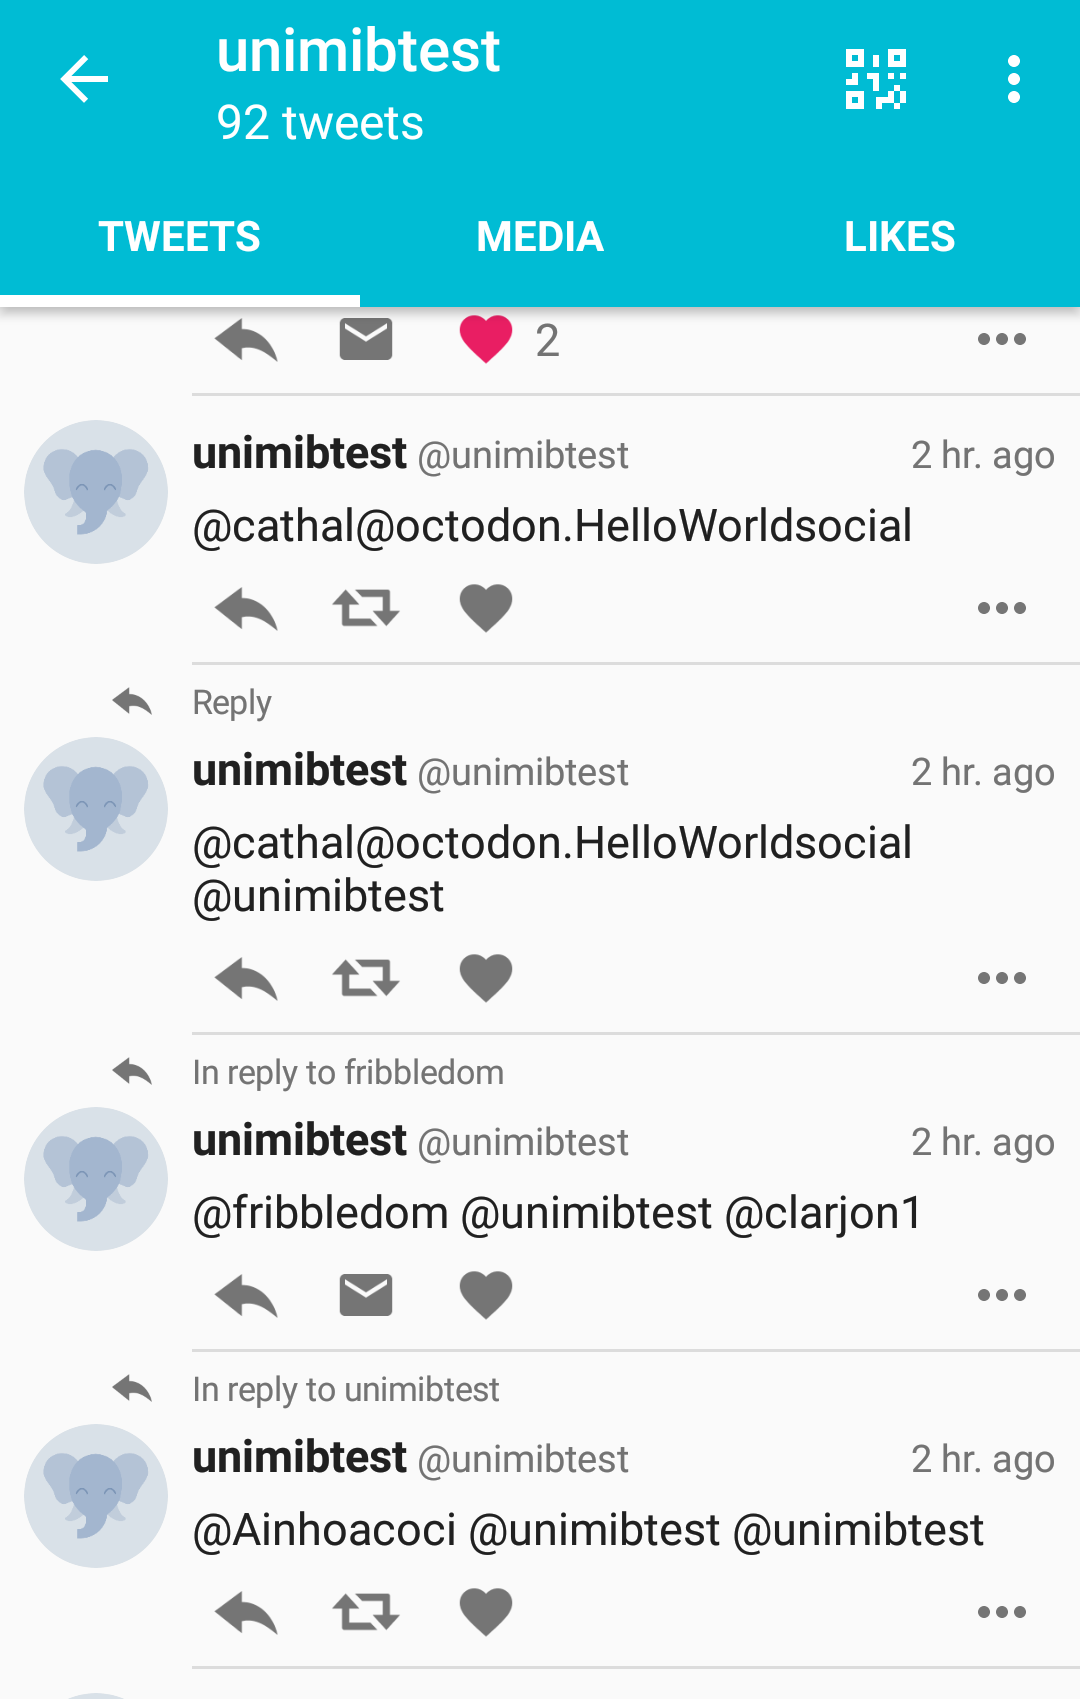 unimibtest
92 tweets
TWEETS MEDIA LIKES
2
unimibtest @unimibtest 2 hr. ago
@cathal@octodon.HelloWorldsocial
Reply
unimibtest @unimibtest 2 hr. ago
@cathal@octodon.HelloWorldsocial
@unimibtest
In reply to fribbledom
unimibtest @unimibtest 2 hr. ago
@fribbledom @unimibtest @clarjon1
In reply to unimibtest
unimibtest @unimibtest 2 hr. ago
@Ainhoacoci @unimibtest @unimibtest